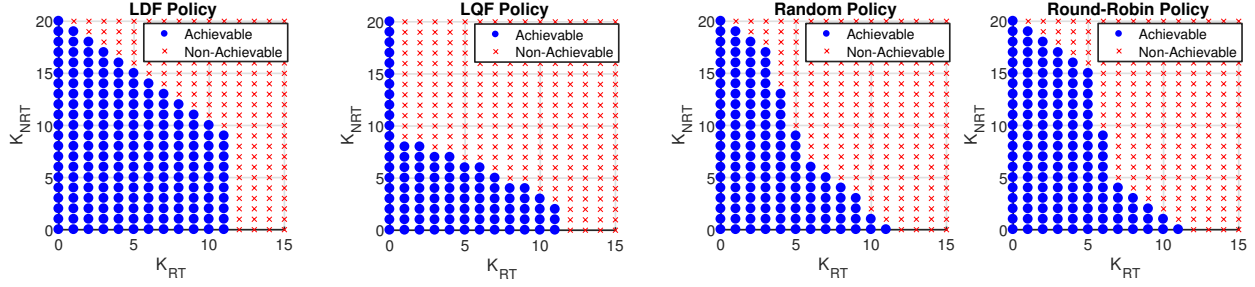 LDF Policy
20
15
10
5
0
K_NRT
0 5 10 15
K_RT
Achievable
Non-Achievable
LQF Policy
20
15
10
5
0
K_NRT
0 5 10 15
K_RT
Achievable
Non-Achievable
Random Policy
20
15
10
5
0
K_NRT
0 5 10 15
K_RT
Achievable
Non-Achievable
Round-Robin Policy
20
15
10
5
0
K_NRT
0 5 10 15
K_RT
Achievable
Non-Achievable